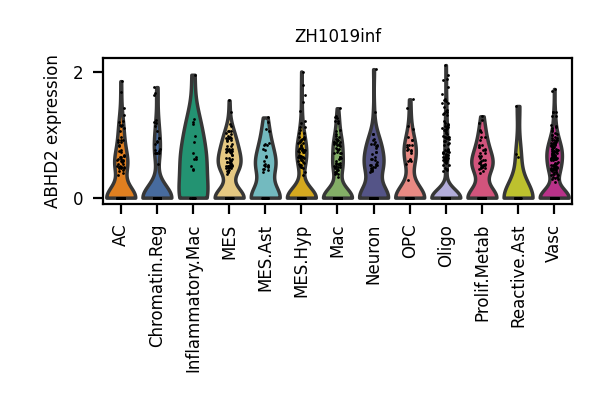 ZH1019inf
ABHD2 expression
2
0
AC
Chromatin.Reg
Inflammatory.Mac
MES
MES.Ast
MES.Hyp
Mac
Neuron
OPC
Oligo
Prolif.Metab
Reactive.Ast
Vasc